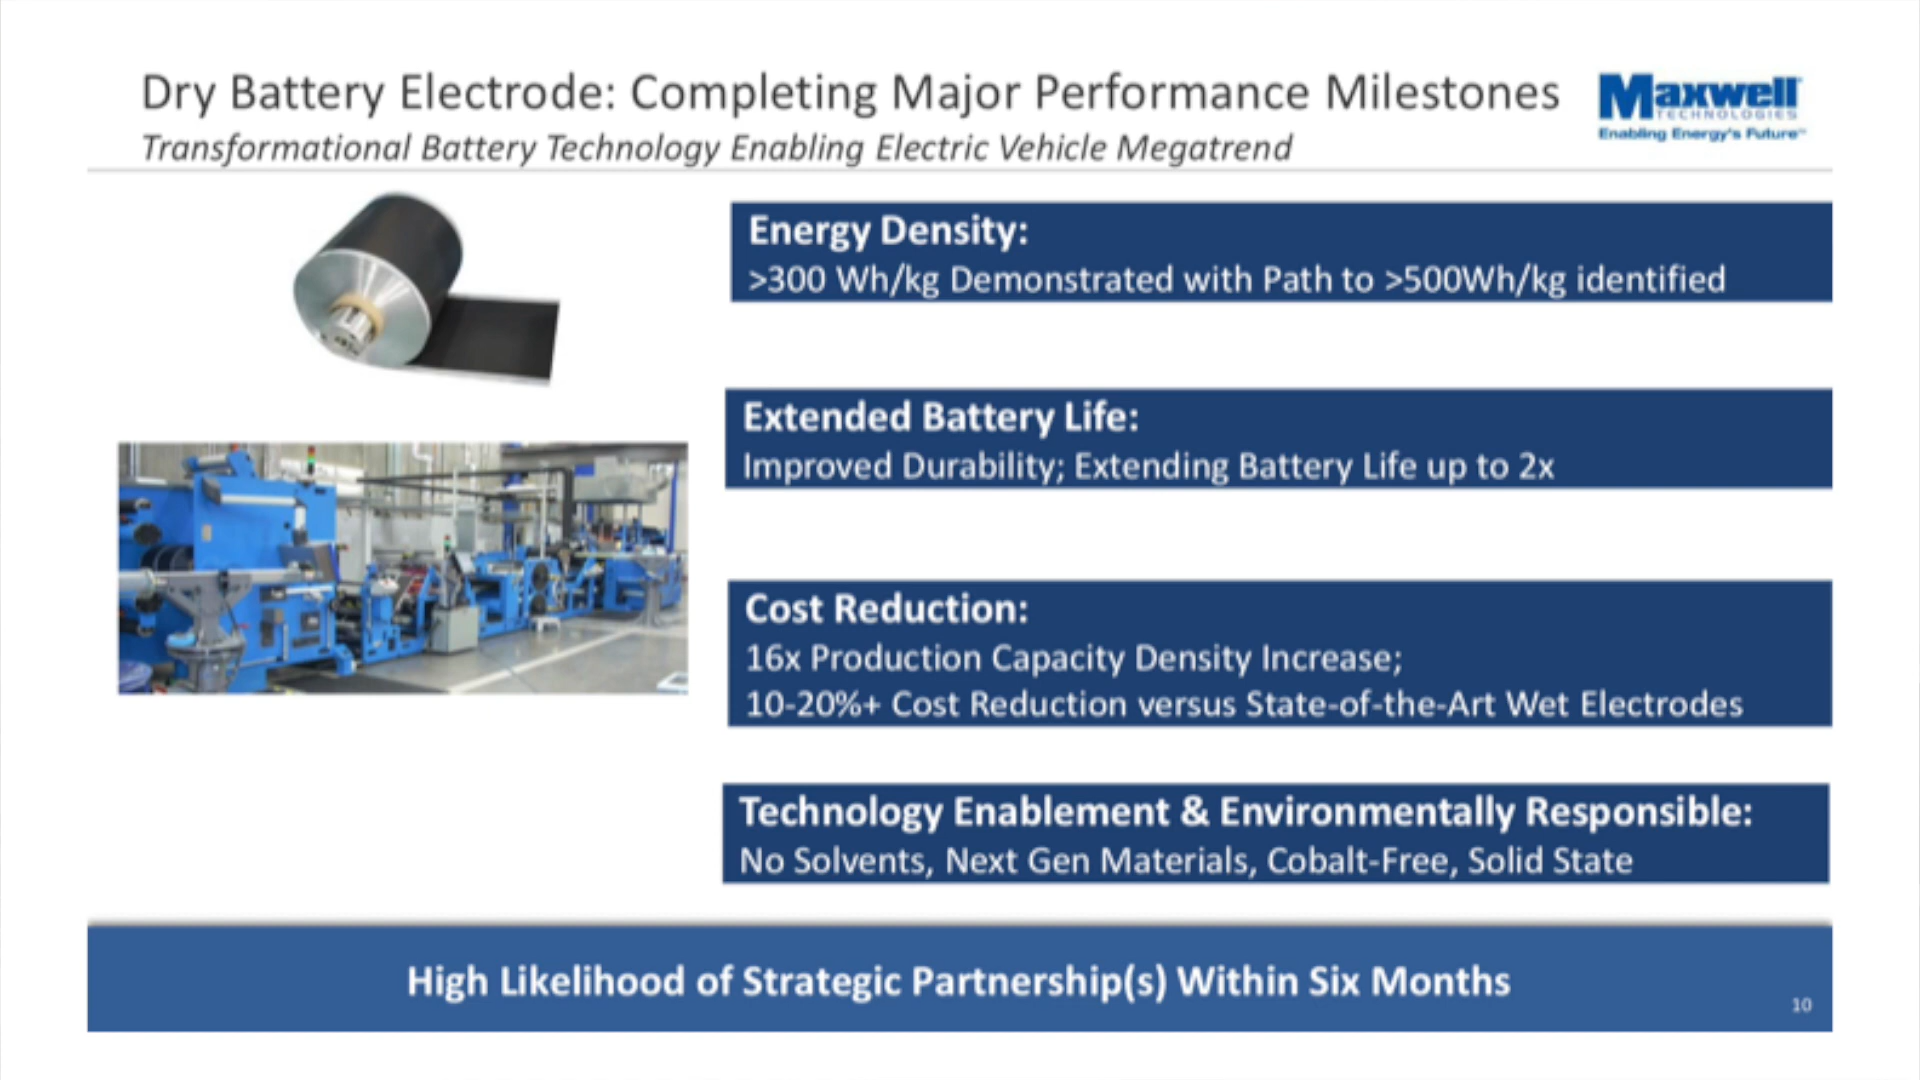 Dry Battery Electrode: Completing Major Performance Milestones
Transformational Battery Technology Enabling Electric Vehicle Megatrend
Maxwell
TECHNOLOGIES
Enabling Energy's Future™
Energy Density:
>300 Wh/kg Demonstrated with Path to >500Wh/kg identified
Extended Battery Life:
Improved Durability; Extending Battery Life up to 2x
Cost Reduction:
16x Production Capacity Density Increase;
10-20%+ Cost Reduction versus State-of-the-Art Wet Electrodes
Technology Enablement & Environmentally Responsible:
No Solvents, Next Gen Materials, Cobalt-Free, Solid State
High Likelihood of Strategic Partnership(s) Within Six Months
10